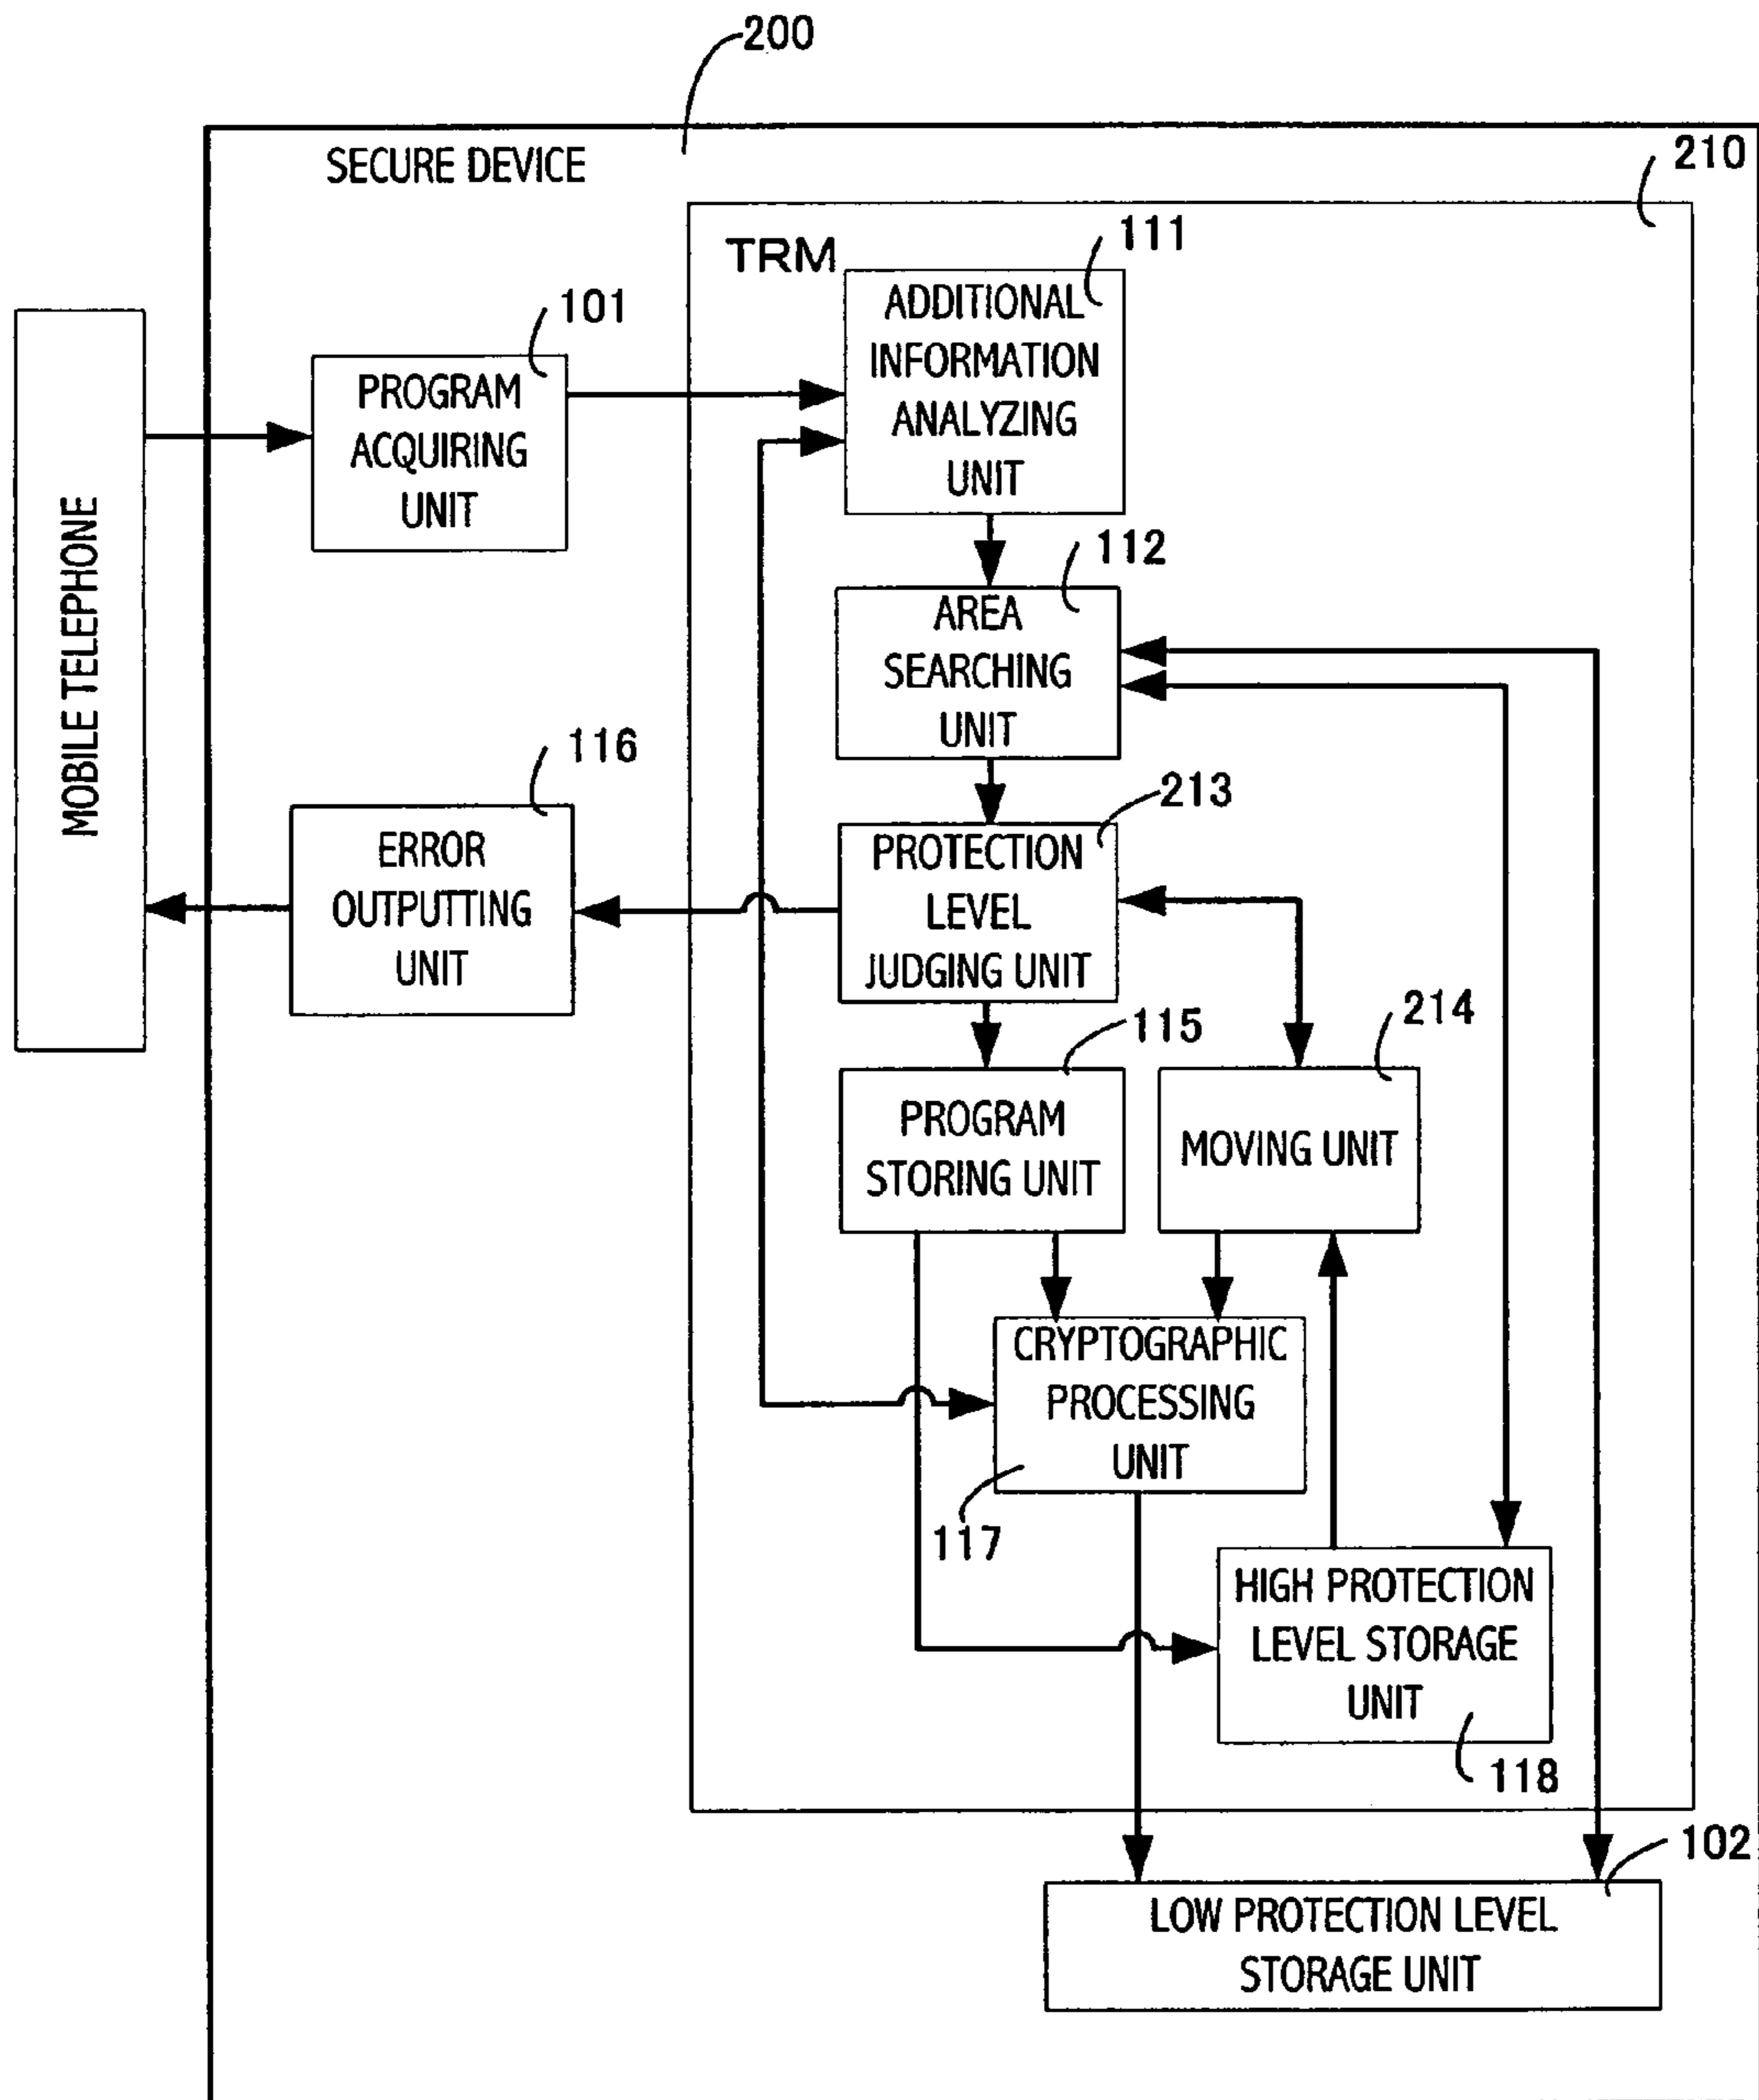 200
SECURE DEVICE
210
TRM
111
ADDITIONAL
INFORMATION
ANALYZING
UNIT
101
PROGRAM
ACQUIRING
UNIT
MOBILE TELEPHONE
112
AREA
SEARCHING
UNIT
116
ERROR
OUTPUTTING
UNIT
213
PROTECTION
LEVEL
JUDGING UNIT
115
PROGRAM
STORING UNIT
214
MOVING UNIT
CRYPTOGRAPHIC
PROCESSING
UNIT
117
HIGH PROTECTION
LEVEL STORAGE
UNIT
118
102
LOW PROTECTION LEVEL
STORAGE UNIT